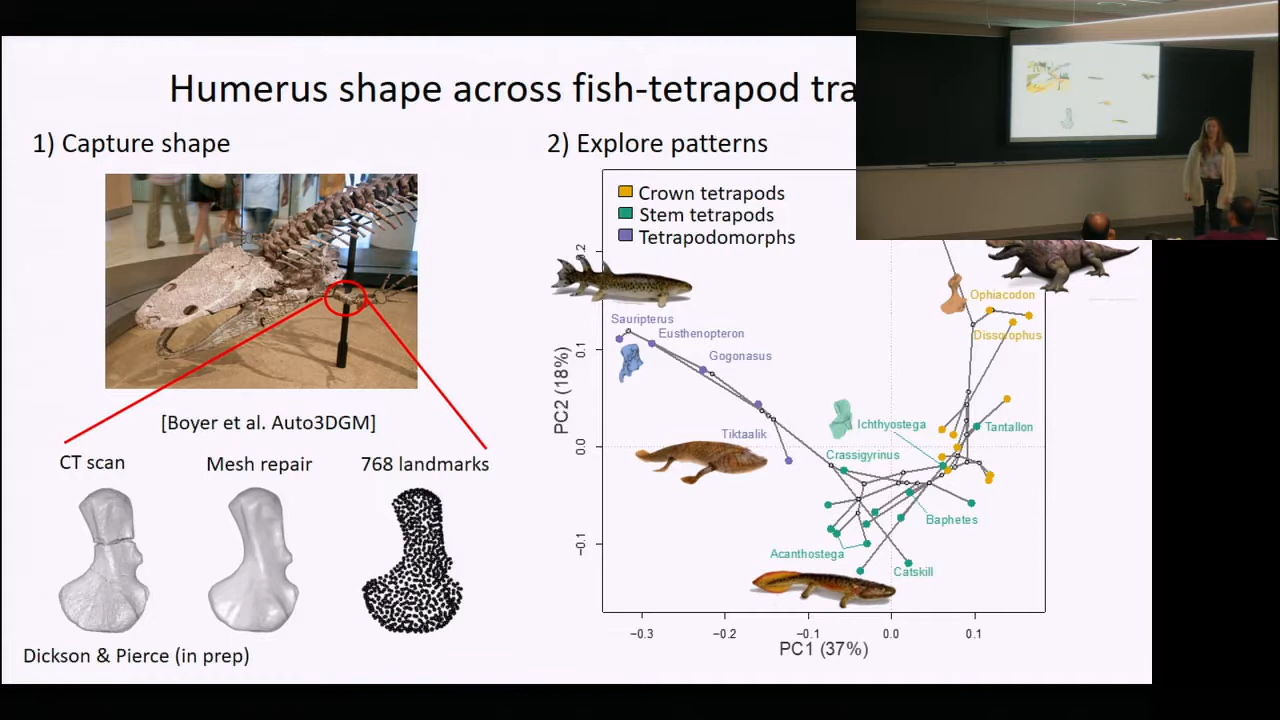 Humerus shape across fish-tetrapod tra
1) Capture shape
2) Explore patterns
Crown tetrapods
Stem tetrapods
Tetrapodomorphs
[Boyer et al. Auto3DGM]
CT scan
Mesh repair
768 landmarks
Dickson & Pierce (in prep)
PC2 (18%)
0.2
0.1
0.0
−0.1
Sauripterus
Eusthenopteron
Gogonasus
Tiktaalik
Ophiacodon
Dissorophus
Ichthyostega
Tantallon
Crassigyrinus
Baphetes
Acanthostega
Catskill
−0.3
−0.2
−0.1
0.0
0.1
PC1 (37%)